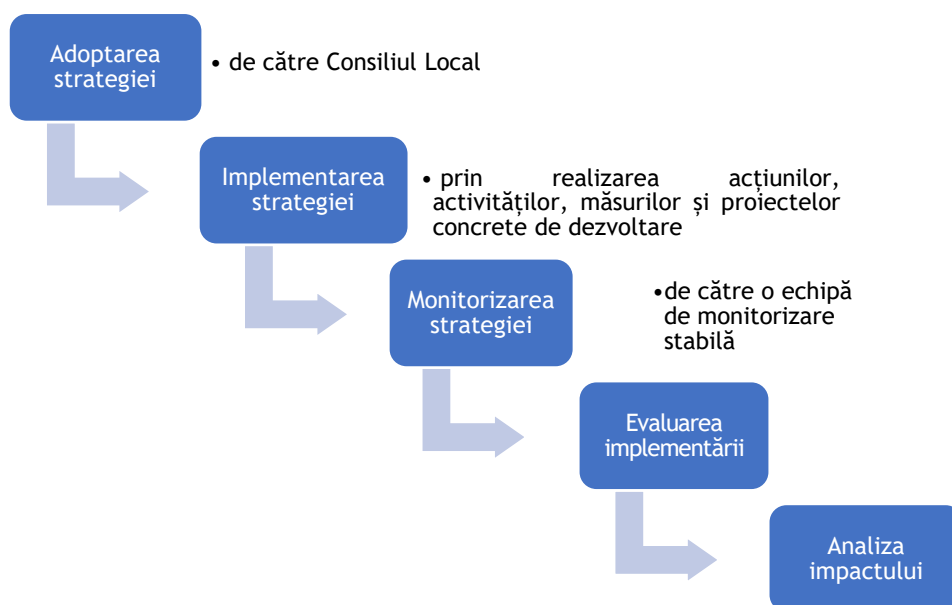 Adoptarea
strategiei
• de către Consiliul Local
Implementarea
strategiei
• prin realizarea acțiunilor,
activităților, măsurilor și proiectelor
concrete de dezvoltare
Monitorizarea
strategiei
•de către o echipă
de monitorizare
stabilă
Evaluarea
implementării
Analiza
impactului